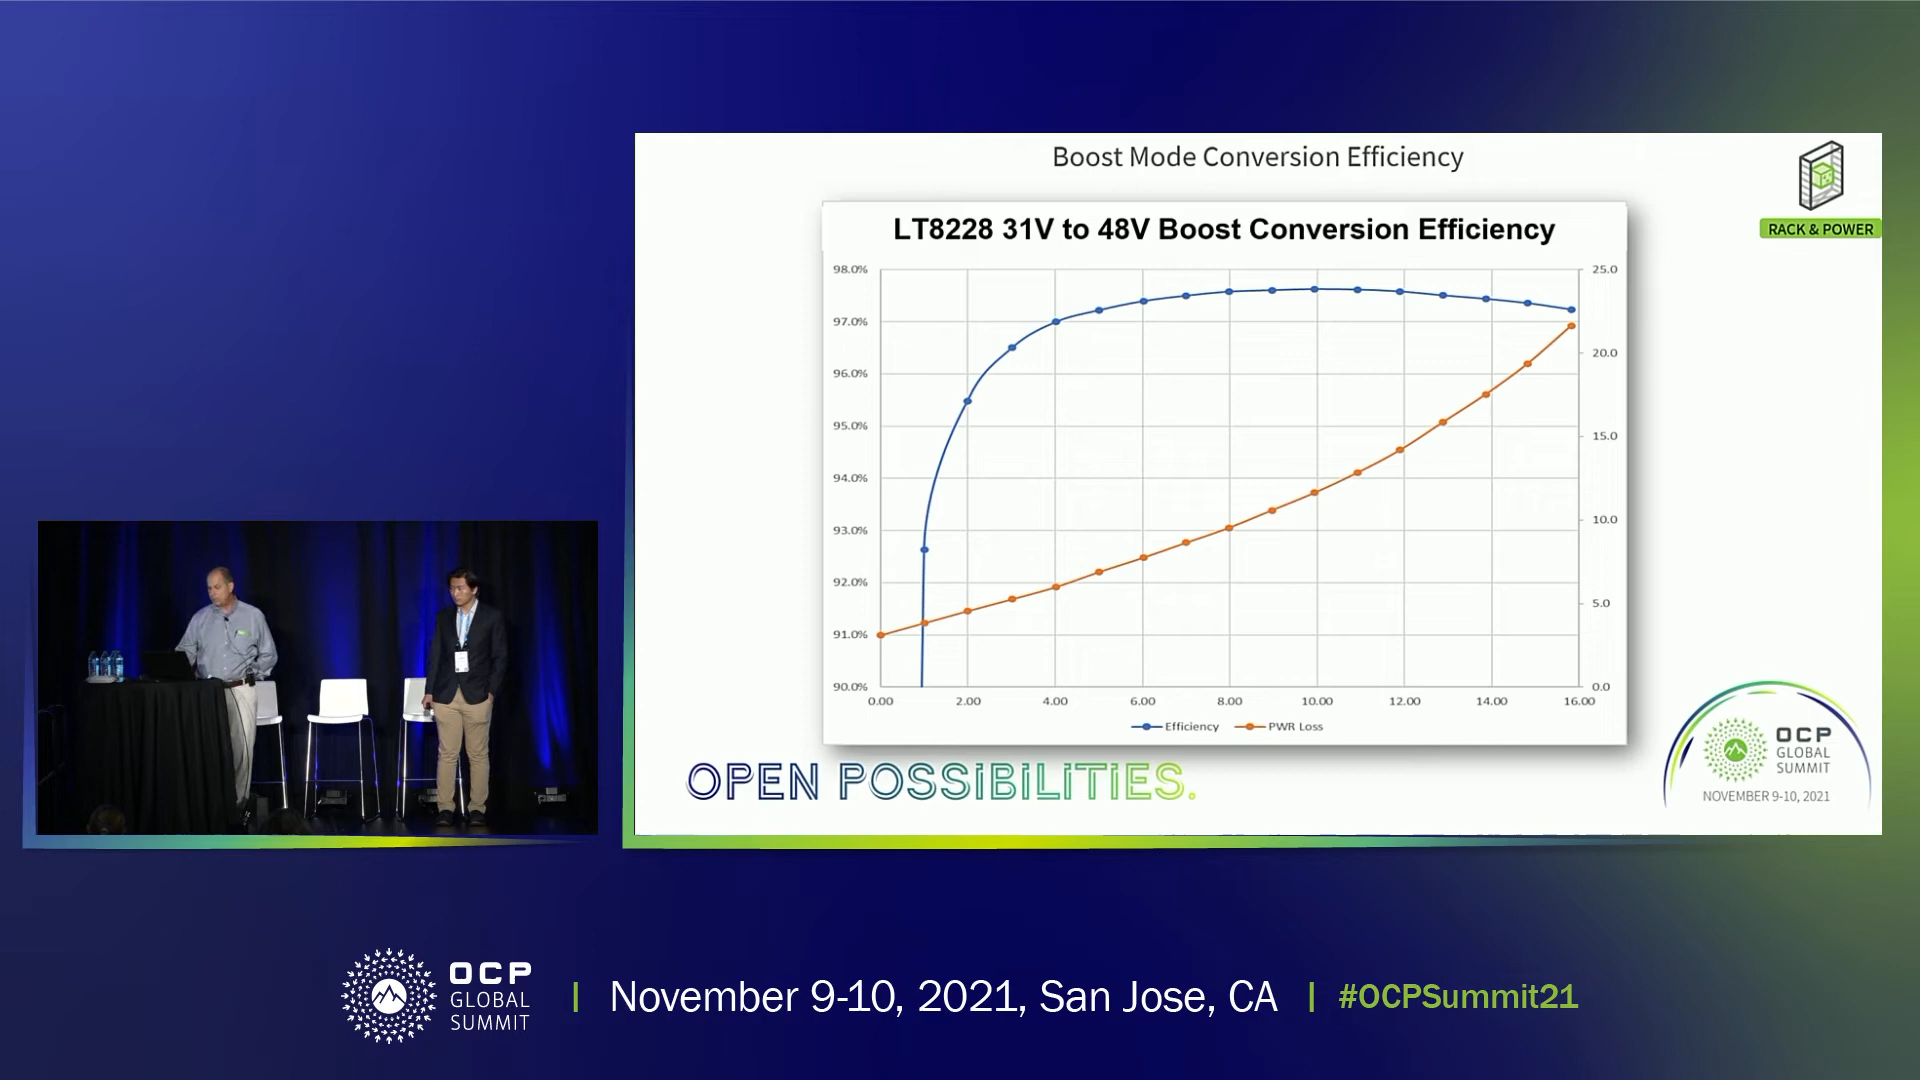 Boost Mode Conversion Efficiency
RACK & POWER
LT8228 31V to 48V Boost Conversion Efficiency
98.0%
97.0%
96.0%
95.0%
94.0%
93.0%
92.0%
91.0%
90.0%
25.0
20.0
15.0
10.0
5.0
0.0
0.00 2.00 4.00 6.00 8.00 10.00 12.00 14.00 16.00
Efficiency PWR Loss
OPEN POSSiBiLiTiES.
OCP
GLOBAL
SUMMIT
NOVEMBER 9-10, 2021
OCP
GLOBAL
SUMMIT
November 9-10, 2021, San Jose, CA
#OCPSummit21